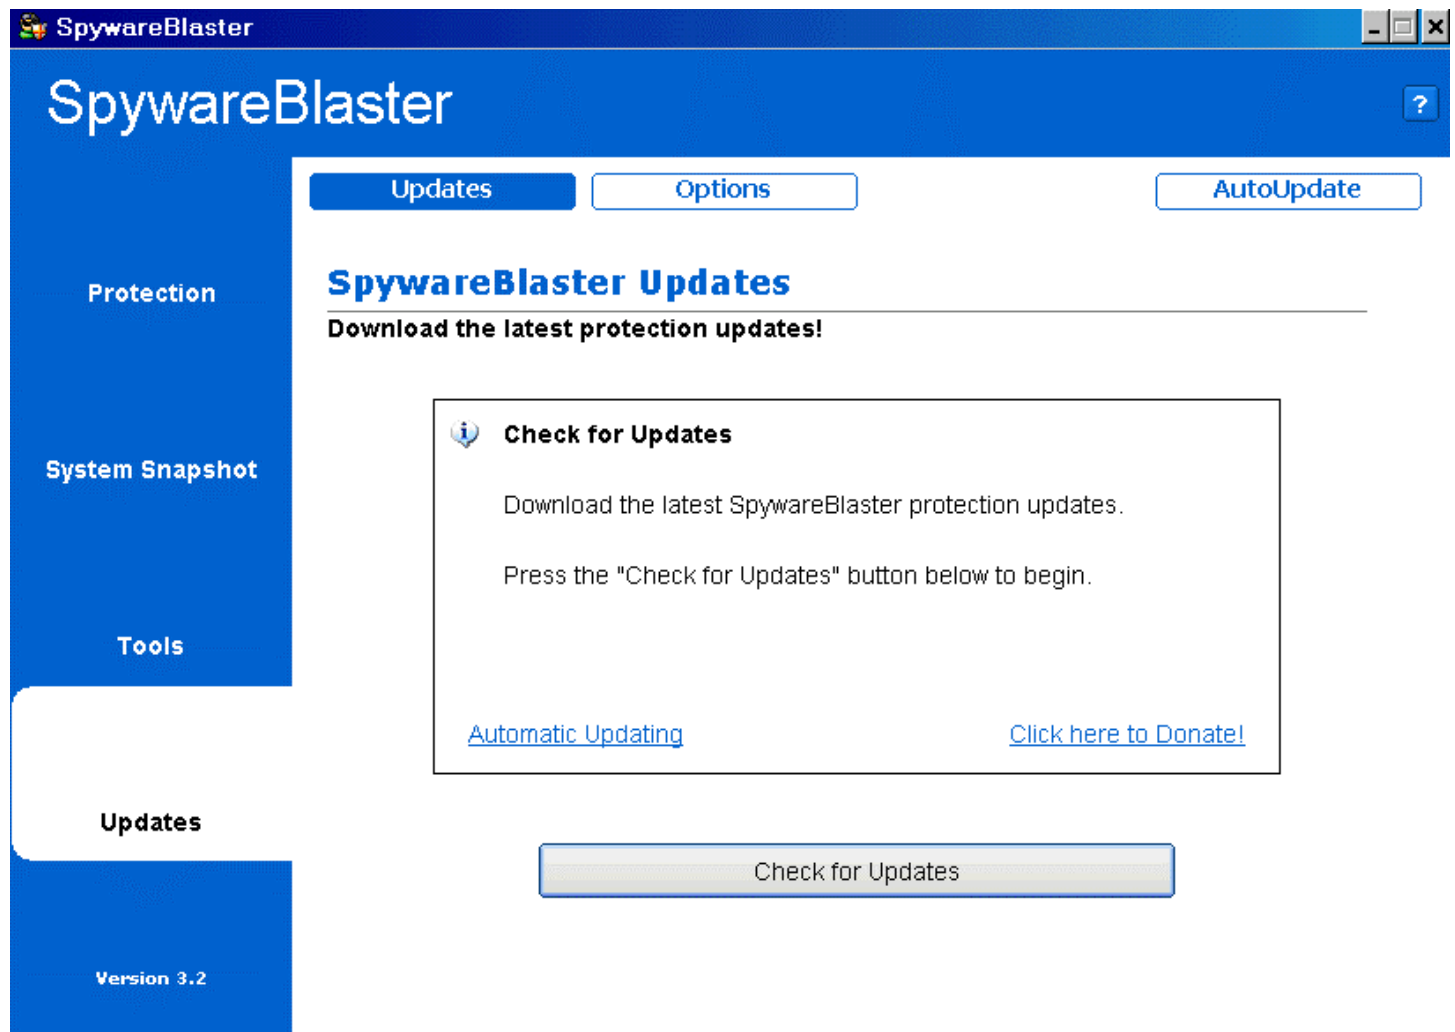 SpywareBlaster
SpywareBlaster
?
Updates
Options
AutoUpdate
Protection
System Snapshot
Tools
Updates
Version 3.2
SpywareBlaster Updates
Download the latest protection updates!
Check for Updates
Download the latest SpywareBlaster protection updates.
Press the "Check for Updates" button below to begin.
Automatic Updating
Click here to Donate!
Check for Updates